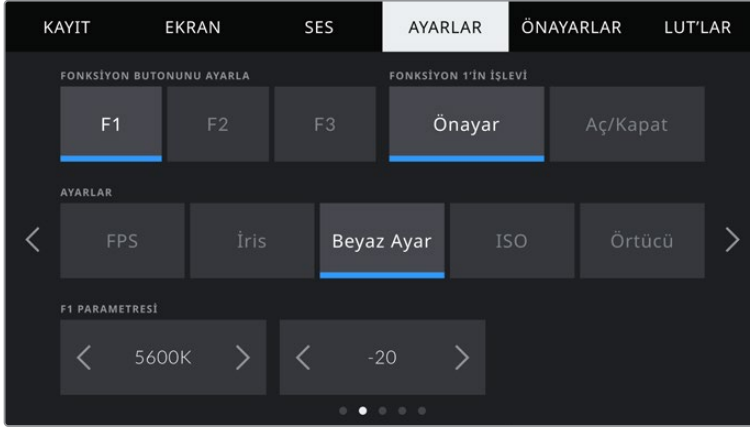 KAYIT EKRAN SES AYARLAR ÖNAYARLAR LUT'LAR
FONKSİYON BUTONUNU AYARLA FONKSİYON 1'İN İŞLEVİ
F1 F2 F3 Önayar Aç/Kapat
AYARLAR
FPS İris Beyaz Ayar ISO Örtücü
F1 PARAMETRESİ
5600K -20